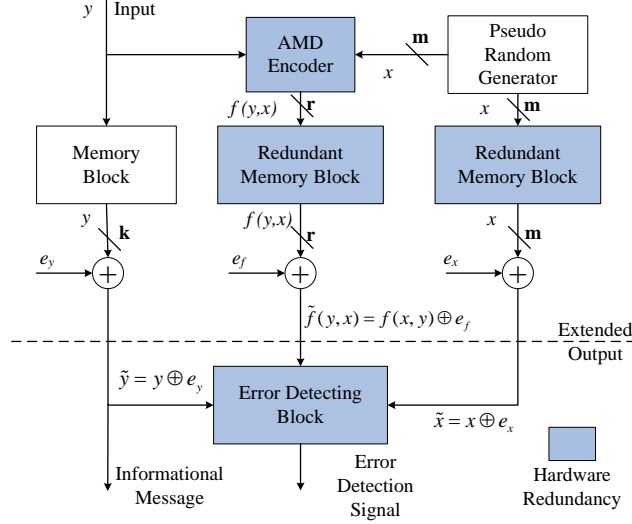 y Input
AMD
Encoder
m
x
Pseudo
Random
Generator
f(y,x) r
x m
Memory
Block
Redundant
Memory Block
Redundant
Memory Block
y k
f(y,x) r
x m
e_y +
e_f +
e_x +
f̃(y,x) = f(x,y) ⊕ e_f
Extended
Output
ỹ = y ⊕ e_y
Error Detecting
Block
x̃ = x ⊕ e_x
Informational
Message
Error
Detection
Signal
Hardware
Redundancy